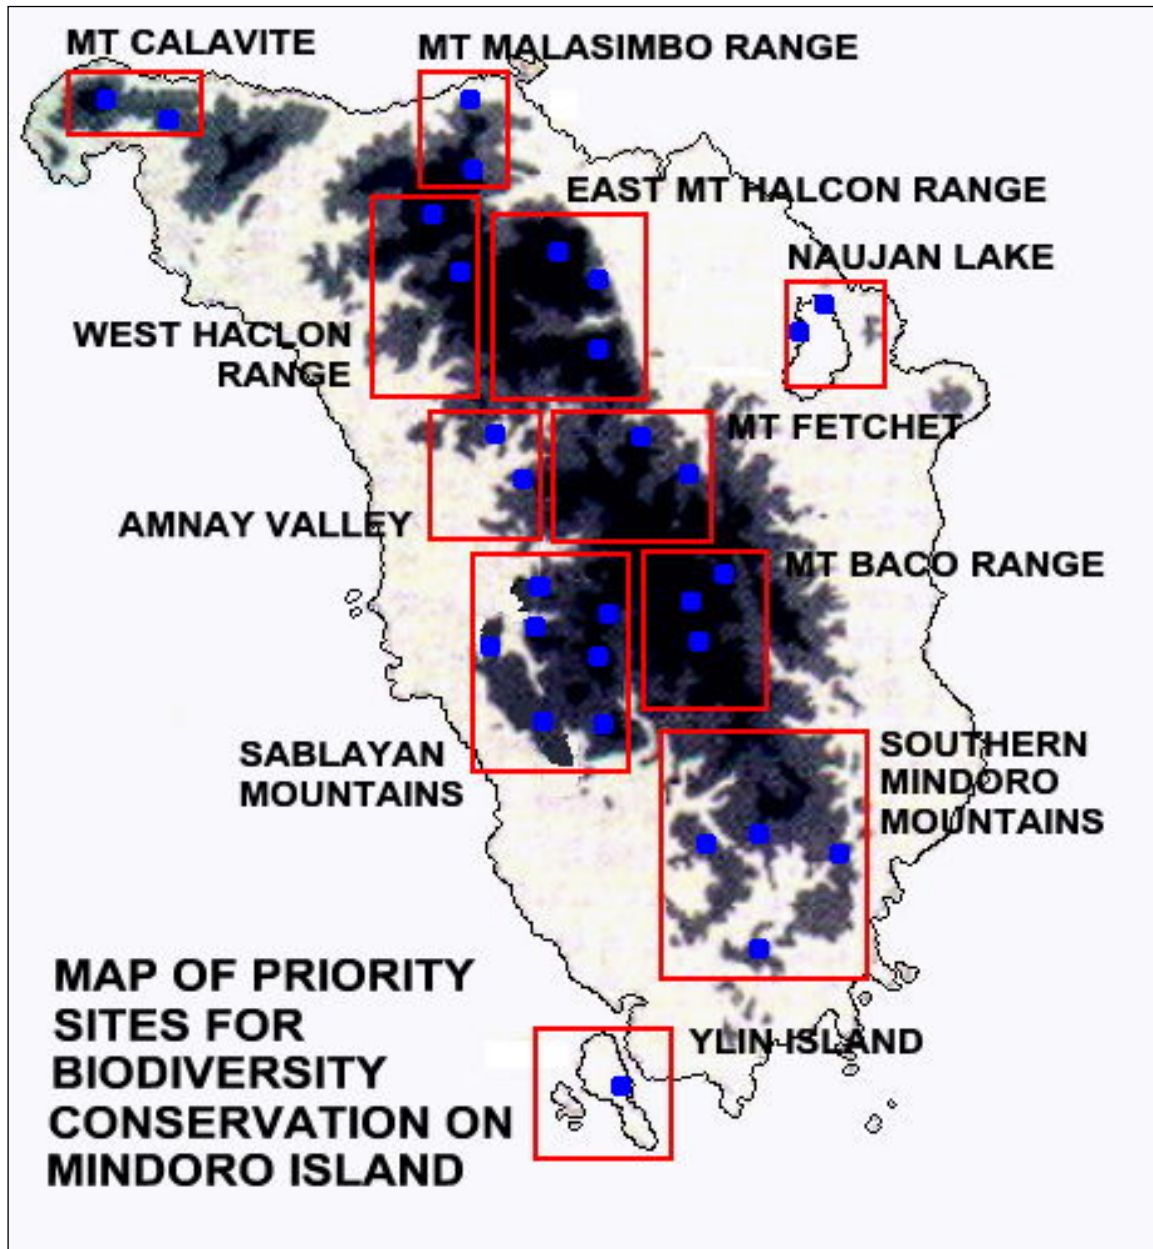 MT CALAVITE
MT MALASIMBO RANGE
EAST MT HALCON RANGE
NAUJAN LAKE
WEST HACLON
RANGE
MT FETCHET
AMNAY VALLEY
MT BACO RANGE
SABLAYAN
MOUNTAINS
SOUTHERN
MINDORO
MOUNTAINS
MAP OF PRIORITY
SITES FOR
BIODIVERSITY
CONSERVATION ON
MINDORO ISLAND
YLIN ISLAND